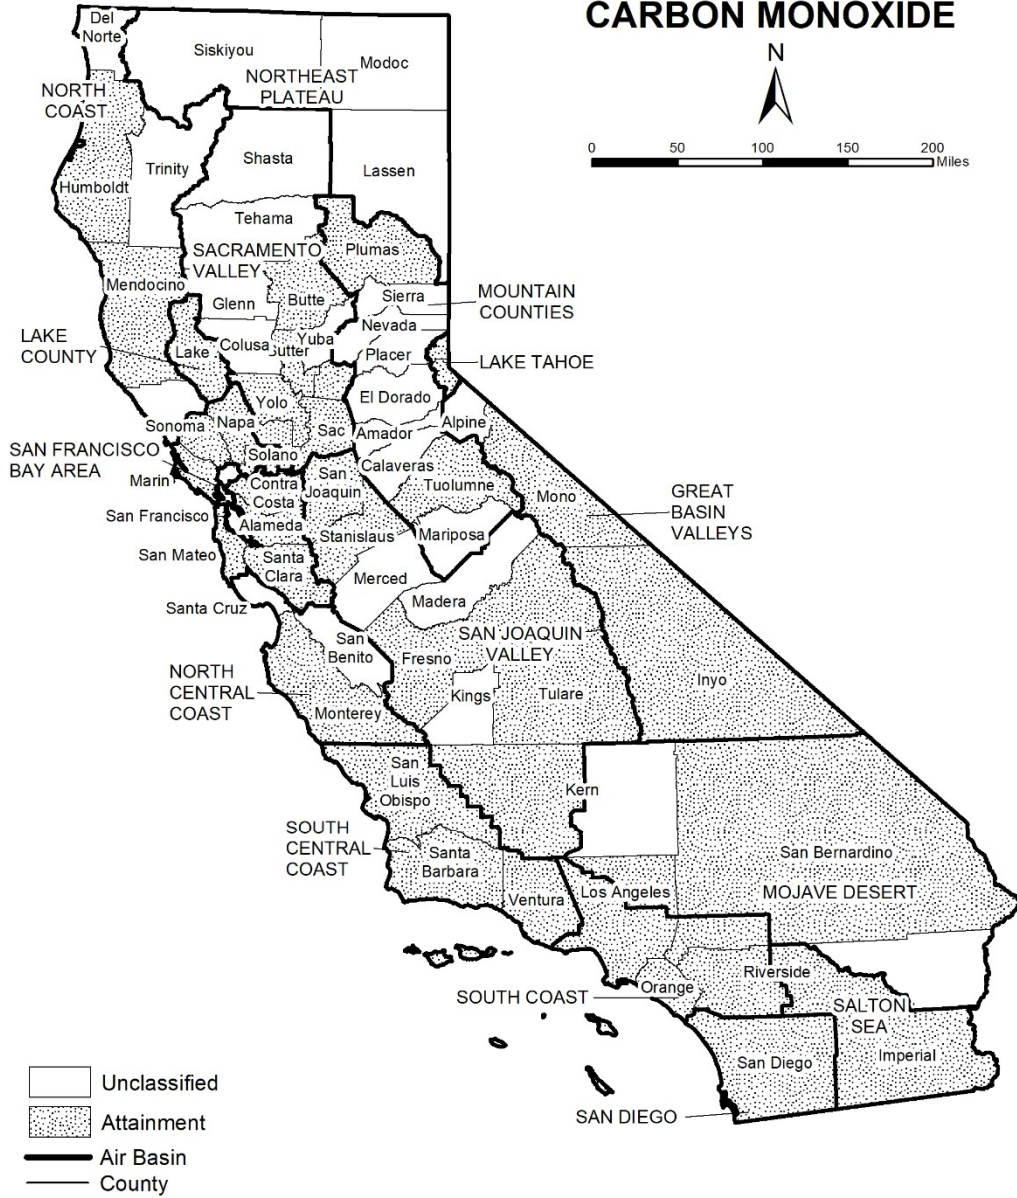 CARBON MONOXIDE
N
0 50 100 150 200
Miles
Del
Norte
Siskiyou
Modoc
NORTHEAST
PLATEAU
NORTH
COAST
Trinity
Shasta
Lassen
Humboldt
Tehama
SACRAMENTO
VALLEY
Plumas
Mendocino
Glenn
Butte
Sierra
MOUNTAIN
COUNTIES
Nevada
LAKE
COUNTY
Lake
Colusa
Sutter
Yuba
Placer
LAKE TAHOE
Yolo
El Dorado
Sonoma
Napa
Sac
Amador
Alpine
SAN FRANCISCO
BAY AREA
Solano
Marin
Contra
Costa
San
Joaquin
Calaveras
Tuolumne
Mono
GREAT
BASIN
VALLEYS
San Francisco
Alameda
Stanislaus
Mariposa
San Mateo
Santa
Clara
Merced
Madera
Santa Cruz
San
Benito
Fresno
SAN JOAQUIN
VALLEY
NORTH
CENTRAL
COAST
Monterey
Kings
Tulare
Inyo
San
Luis
Obispo
Kern
SOUTH
CENTRAL
COAST
Santa
Barbara
Ventura
Los Angeles
San Bernardino
MOJAVE DESERT
SOUTH COAST
Orange
Riverside
SALTON
SEA
San Diego
Imperial
SAN DIEGO
Unclassified
Attainment
Air Basin
County